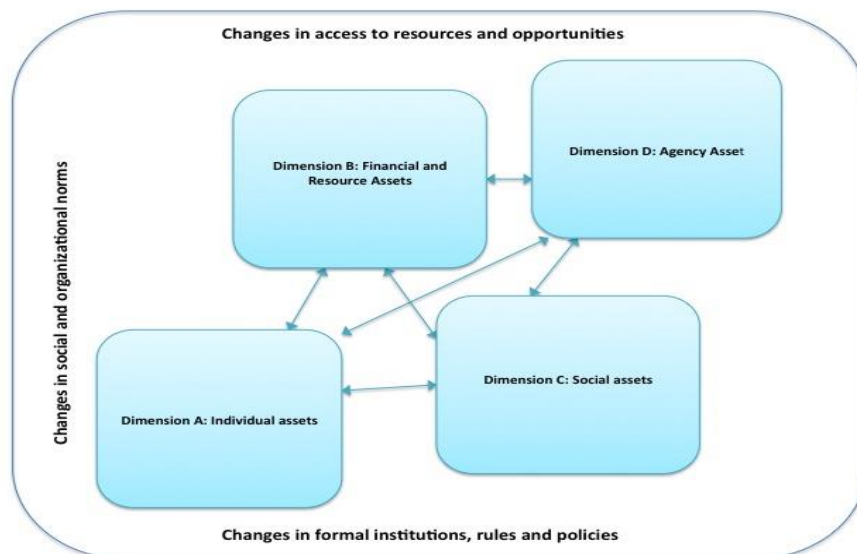 Changes in access to resources and opportunities
Dimension B: Financial and
Resource Assets
Dimension D: Agency Asset
Changes in social and organizational norms
Dimension A: Individual assets
Dimension C: Social assets
Changes in formal institutions, rules and policies